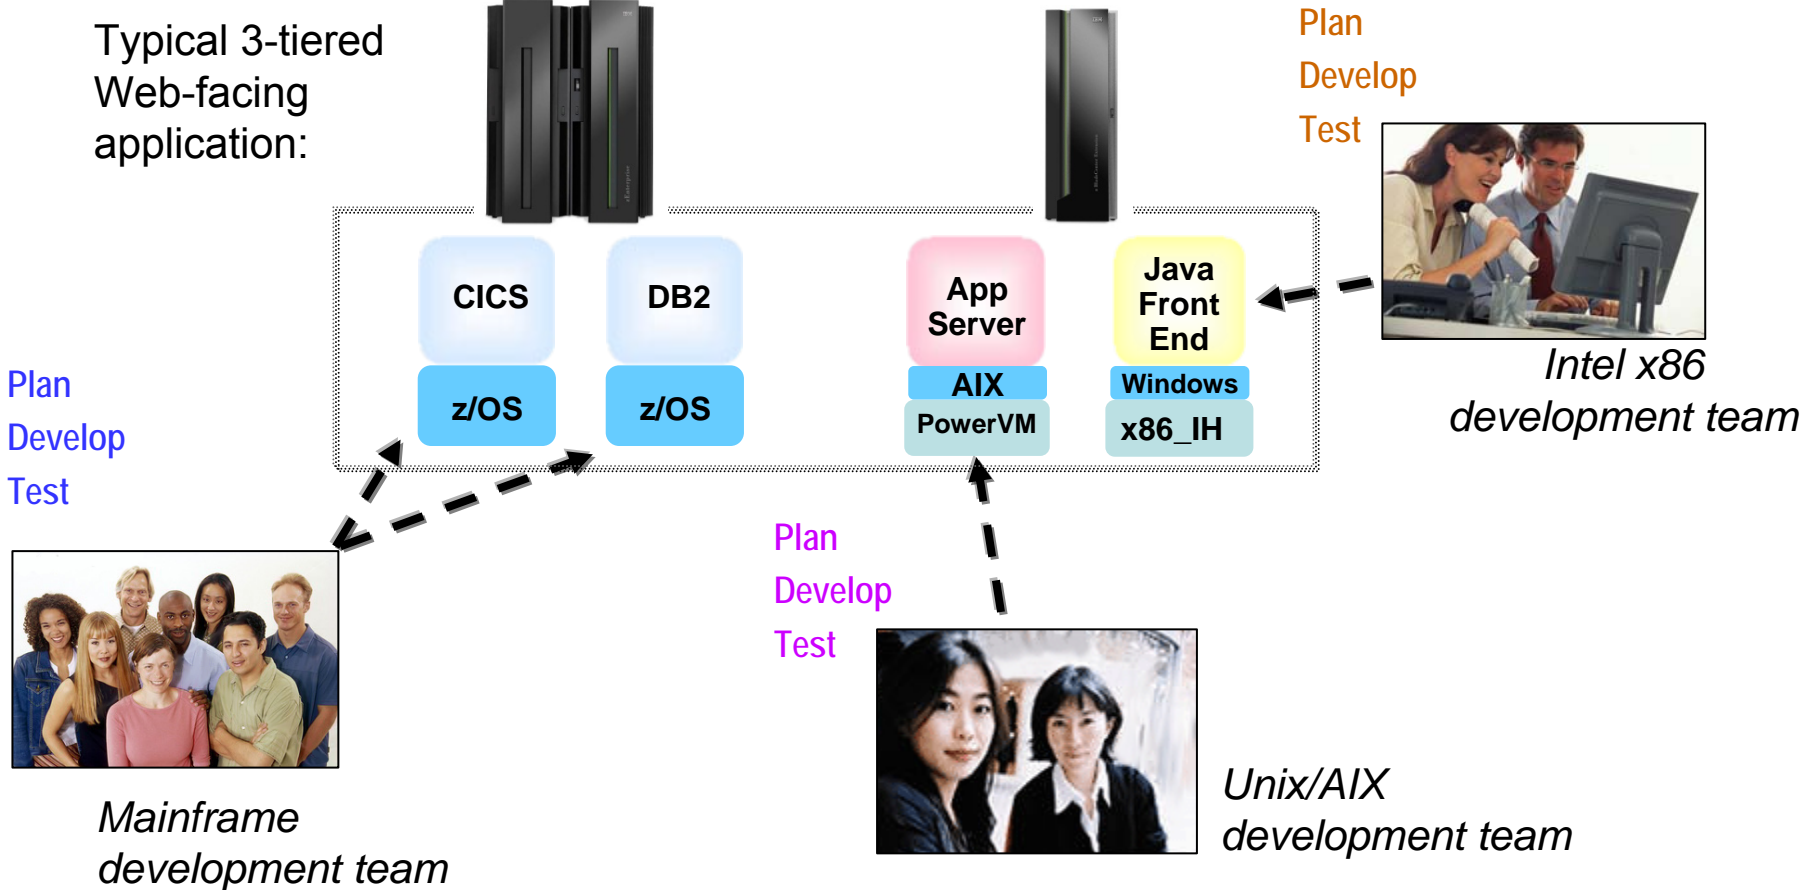 Typical 3-tiered
Web-facing
application:
Plan
Develop
Test
CICS
DB2
App
Server
Java
Front
End
z/OS
z/OS
AIX
PowerVM
Windows
x86_IH
Intel x86
development team
Plan
Develop
Test
Plan
Develop
Test
Mainframe
development team
Unix/AIX
development team